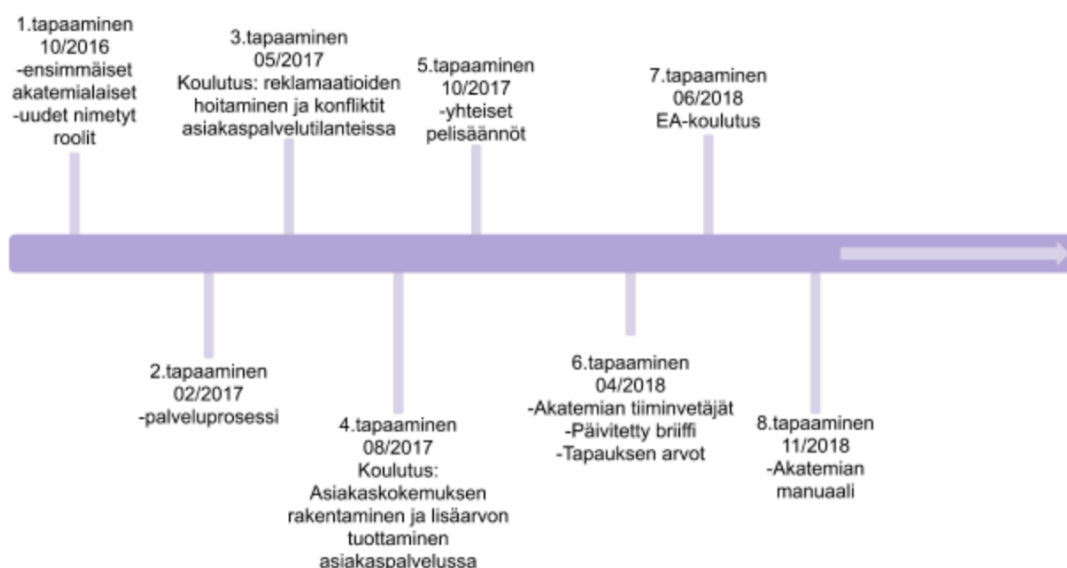 1.tapaaminen
10/2016
-ensimmäiset
akatemialaiset
-uudet nimetyt
roolit
2.tapaaminen
02/2017
-palveluprosessi
3.tapaaminen
05/2017
Koulutus: reklamaatioiden
hoitaminen ja konfliktit
asiakaspalvelutilanteissa
4.tapaaminen
08/2017
Koulutus:
Asiakaskokemuksen
rakentaminen ja lisäarvon
tuottaminen
asiakaspalvelussa
5.tapaaminen
10/2017
-yhteiset
pelisäännöt
6.tapaaminen
04/2018
-Akatemian tiiminvetäjät
-Päivitetty briiffi
-Tapauksen arvot
7.tapaaminen
06/2018
EA-koulutus
8.tapaaminen
11/2018
-Akatemian
manuaali